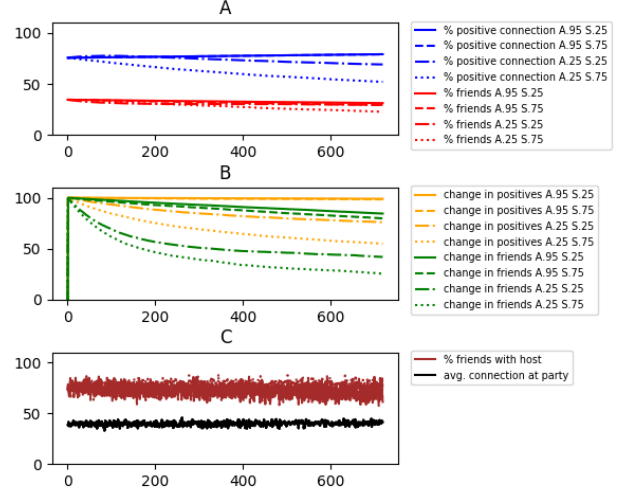 A
100
50
0
0
200
400
600
% positive connection A.95 S.25
% positive connection A.95 S.75
% positive connection A.25 S.25
% positive connection A.25 S.75
% friends A.95 S.25
% friends A.95 S.75
% friends A.25 S.25
% friends A.25 S.75
B
100
50
0
0
200
400
600
change in positives A.95 S.25
change in positives A.95 S.75
change in positives A.25 S.25
change in positives A.25 S.75
change in friends A.95 S.25
change in friends A.95 S.75
change in friends A.25 S.25
change in friends A.25 S.75
C
100
50
0
0
200
400
600
% friends with host
avg. connection at party